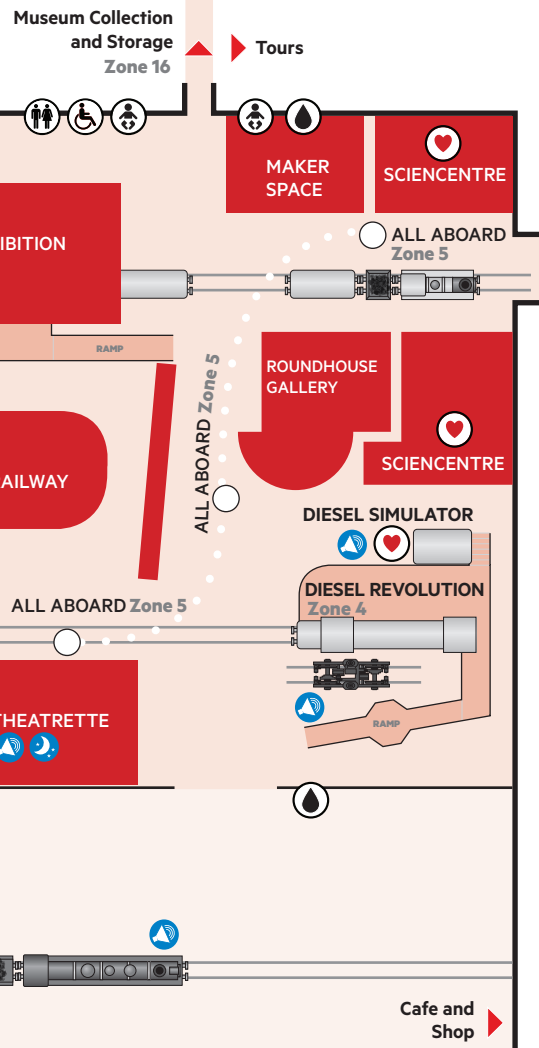 Museum Collection
and Storage
Zone 16
Tours
MAKER
SPACE
SCIENCENTRE
IBITION
ALL ABOARD
Zone 5
RAMP
ROUNDHOUSE
GALLERY
ALL ABOARD Zone 5
SCIENCENTRE
AILWAY
DIESEL SIMULATOR
DIESEL REVOLUTION
Zone 4
ALL ABOARD Zone 5
THEATRETTE
RAMP
Cafe and
Shop